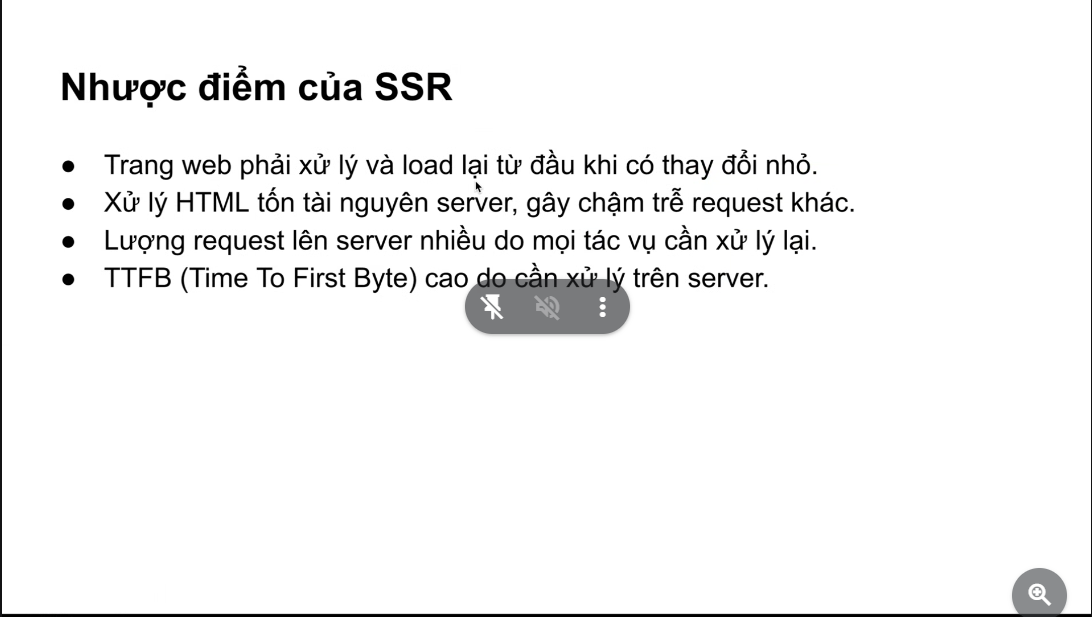 Nhược điểm của SSR
● Trang web phải xử lý và load lại từ đầu khi có thay đổi nhỏ.
● Xử lý HTML tốn tài nguyên server, gây chậm trễ request khác.
● Lượng request lên server nhiều do mọi tác vụ cần xử lý lại.
● TTFB (Time To First Byte) cao do cần xử lý trên server.